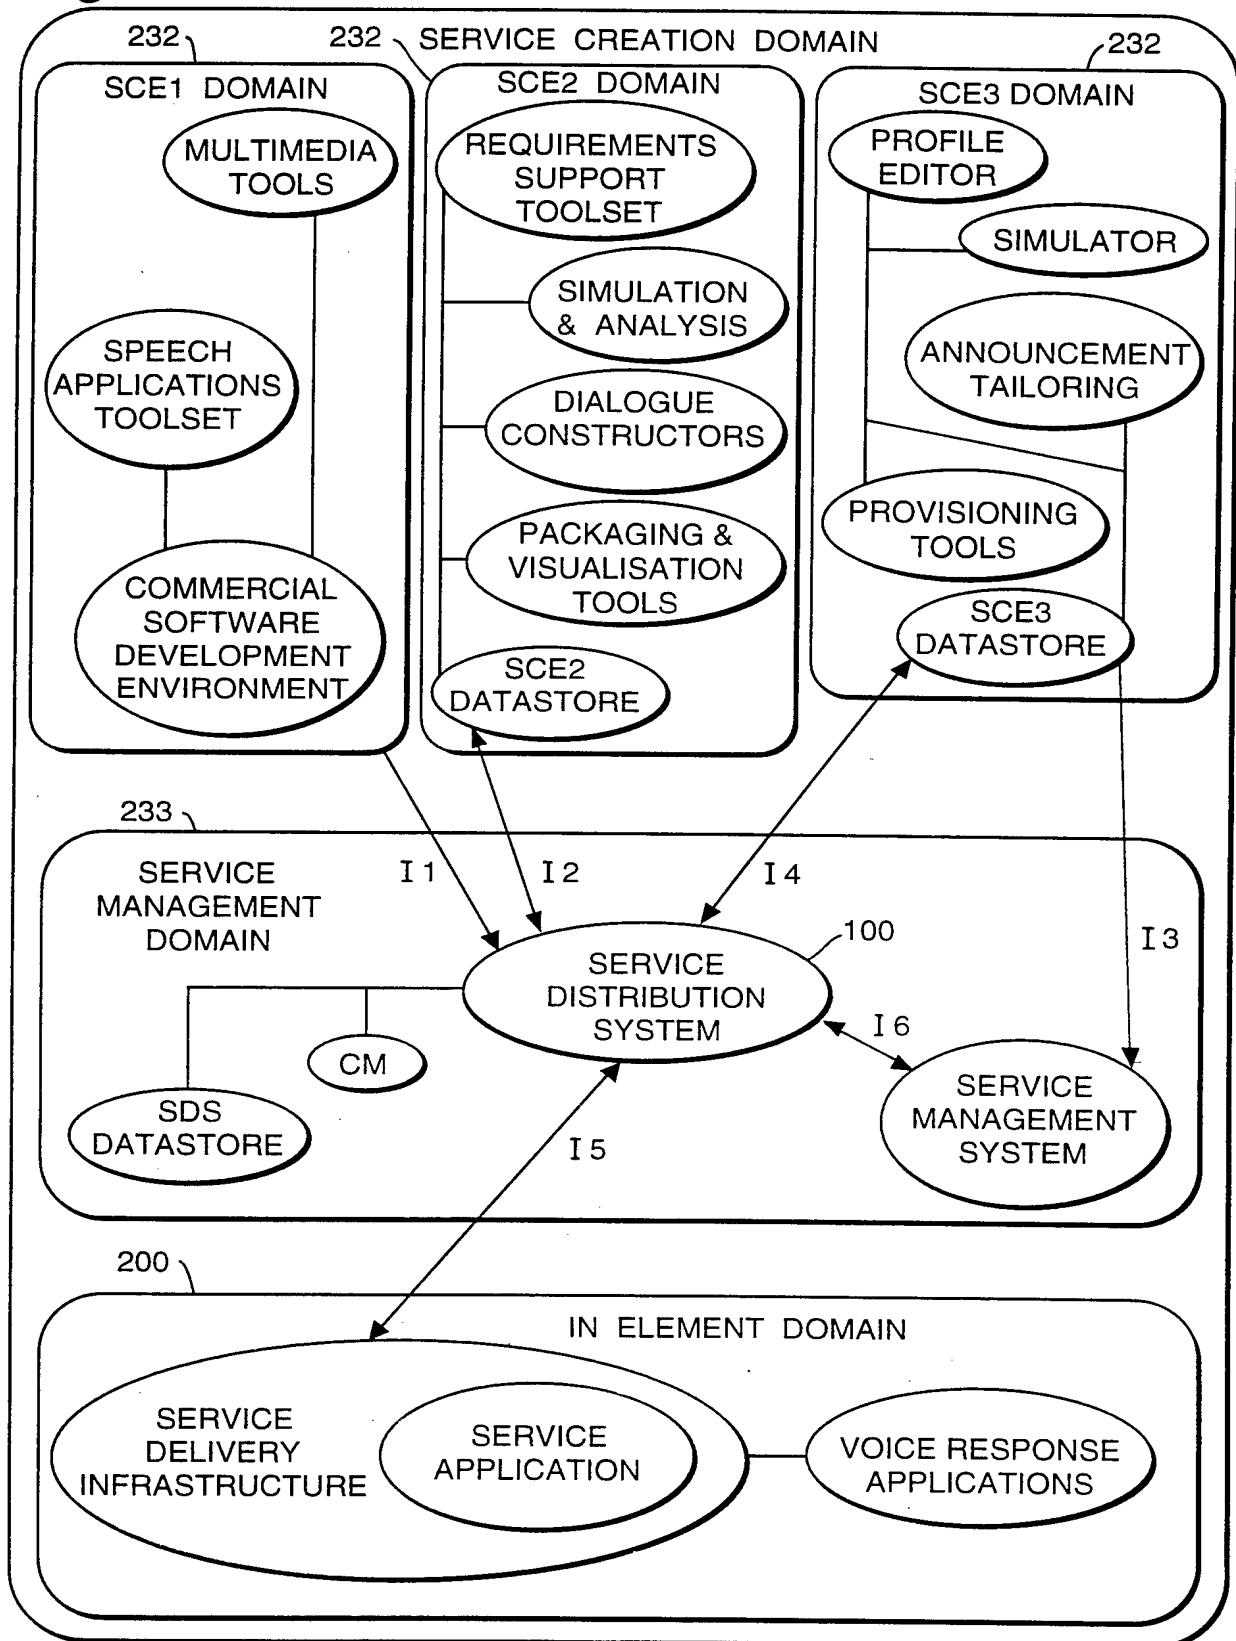 SERVICE CREATION DOMAIN
232
232
232
SCE1 DOMAIN
MULTIMEDIA
TOOLS
SPEECH
APPLICATIONS
TOOLSET
COMMERCIAL
SOFTWARE
DEVELOPMENT
ENVIRONMENT
SCE2 DOMAIN
REQUIREMENTS
SUPPORT
TOOLSET
SIMULATION
& ANALYSIS
DIALOGUE
CONSTRUCTORS
PACKAGING &
VISUALISATION
TOOLS
SCE2
DATASTORE
SCE3 DOMAIN
PROFILE
EDITOR
SIMULATOR
ANNOUNCEMENT
TAILORING
PROVISIONING
TOOLS
SCE3
DATASTORE
233
SERVICE
MANAGEMENT
DOMAIN
I1
I2
I4
I3
100
SERVICE
DISTRIBUTION
SYSTEM
I6
CM
SDS
DATASTORE
I5
SERVICE
MANAGEMENT
SYSTEM
200
IN ELEMENT DOMAIN
SERVICE
DELIVERY
INFRASTRUCTURE
SERVICE
APPLICATION
VOICE RESPONSE
APPLICATIONS